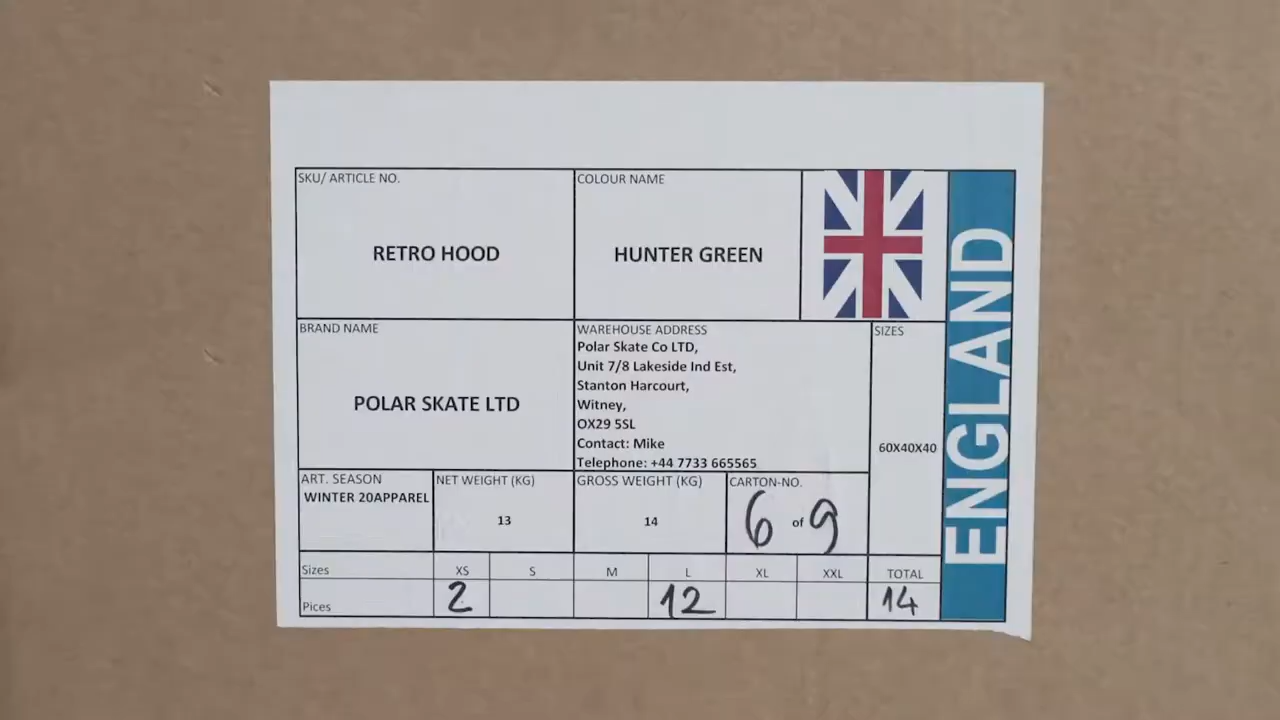 SKU/ ARTICLE NO.
RETRO HOOD
COLOUR NAME
HUNTER GREEN
ENGLAND
BRAND NAME
POLAR SKATE LTD
WAREHOUSE ADDRESS
Polar Skate Co LTD,
Unit 7/8 Lakeside Ind Est,
Stanton Harcourt,
Witney,
OX29 5SL
Contact: Mike
Telephone: +44 7733 665565
SIZES
60X40X40
ART. SEASON
WINTER 20APPAREL
NET WEIGHT (KG)
13
GROSS WEIGHT (KG)
14
CARTON-NO.
6 of 9
Sizes XS S M L XL XXL TOTAL
Pices 2 12 14